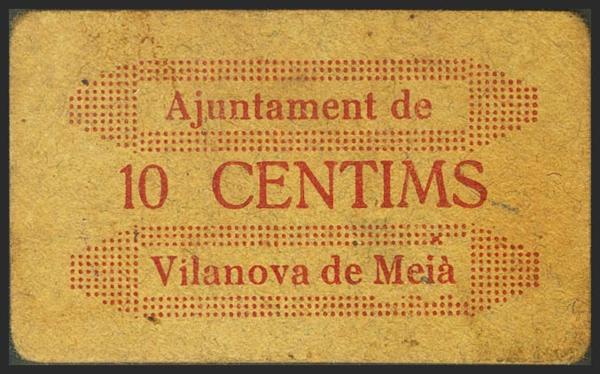 Ajuntament de
10 CENTIMS
Vilanova de Meià